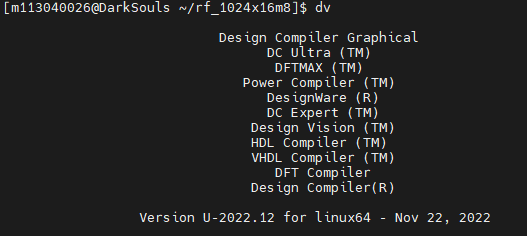 [m113040026@DarkSouls ~/rf_1024x16m8]$ dv
Design Compiler Graphical
DC Ultra (TM)
DFTMAX (TM)
Power Compiler (TM)
DesignWare (R)
DC Expert (TM)
Design Vision (TM)
HDL Compiler (TM)
VHDL Compiler (TM)
DFT Compiler
Design Compiler(R)
Version U-2022.12 for linux64 - Nov 22, 2022